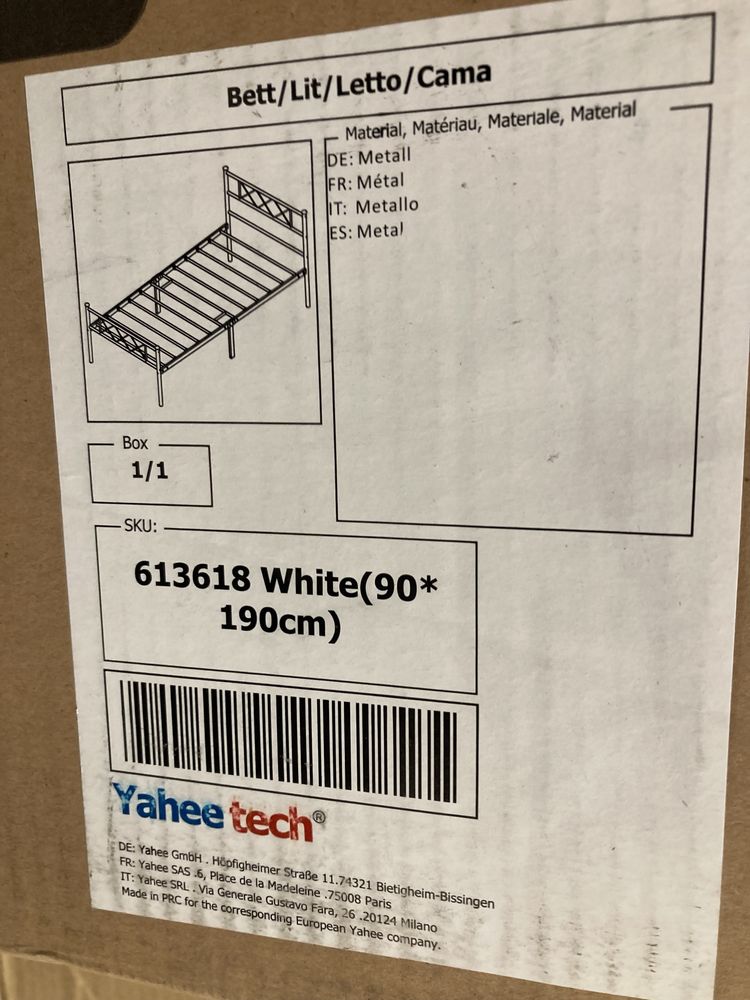 Bett/Lit/Letto/Cama
Material, Matériau, Materiale, Material
DE: Metall
FR: Métal
IT: Metallo
ES: Metal
Box
1/1
SKU:
613618 White(90*
190cm)
Yaheetech®
DE: Yahee GmbH . Höpfigheimer Straße 11.74321 Bietigheim-Bissingen
FR: Yahee SAS .6, Place de la Madeleine .75008 Paris
IT: Yahee SRL . Via Generale Gustavo Fara, 26 .20124 Milano
Made in PRC for the corresponding European Yahee company.